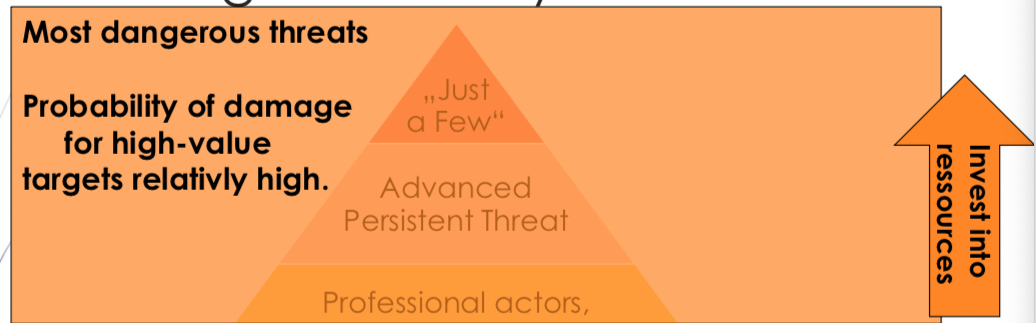 Most dangerous threats
Probability of damage
for high-value
targets relativly high.
„Just
a Few“
Advanced
Persistent Threat
Professional actors,
Invest into
ressources